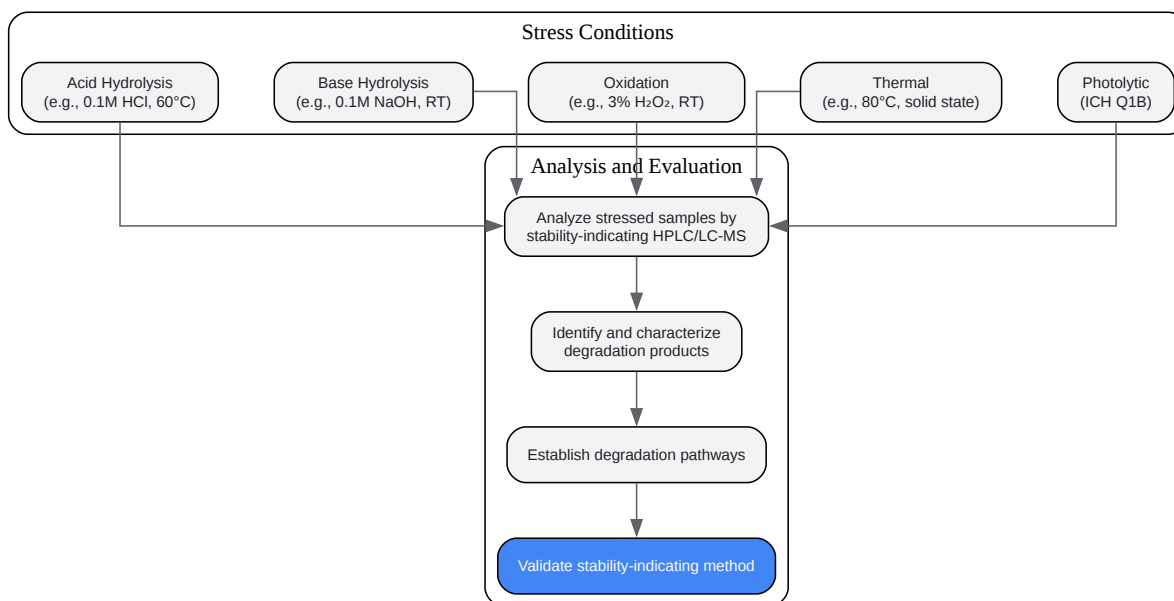 Stress Conditions
Acid Hydrolysis
(e.g., 0.1M HCl, 60°C)
Base Hydrolysis
(e.g., 0.1M NaOH, RT)
Oxidation
(e.g., 3% H₂O₂, RT)
Thermal
(e.g., 80°C, solid state)
Photolytic
(ICH Q1B)
Analysis and Evaluation
Analyze stressed samples by
stability-indicating HPLC/LC-MS
Identify and characterize
degradation products
Establish degradation pathways
Validate stability-indicating method